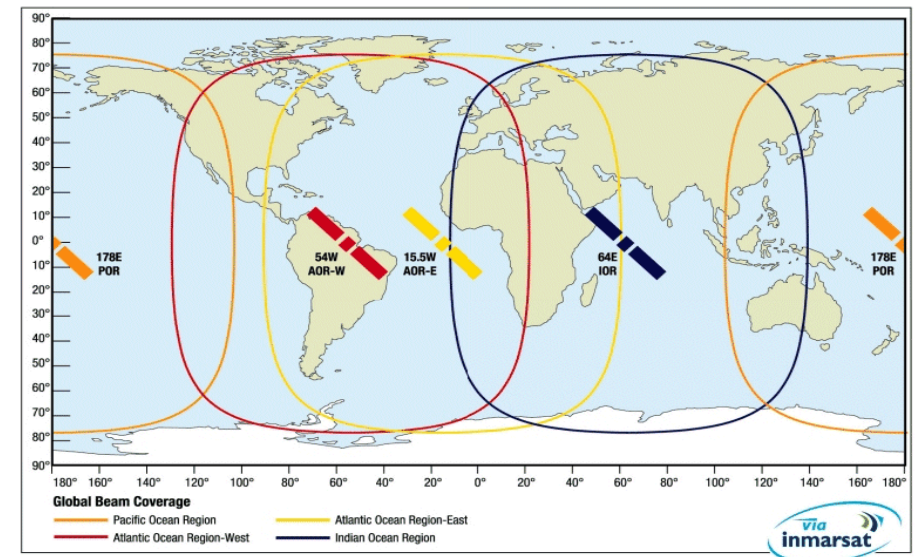 90°
80°
70°
60°
50°
40°
30°
20°
10°
0°
10°
20°
30°
40°
50°
60°
70°
80°
90°
178E
POR
54W
AOR-W
15.5W
AOR-E
64E
IOR
178E
POR
180° 160° 140° 120° 100° 80° 60° 40° 20° 0° 20° 40° 60° 80° 100° 120° 140° 160° 180°
Global Beam Coverage
Pacific Ocean Region
Atlantic Ocean Region-East
Atlantic Ocean Region-West
Indian Ocean Region
via
inmarsat